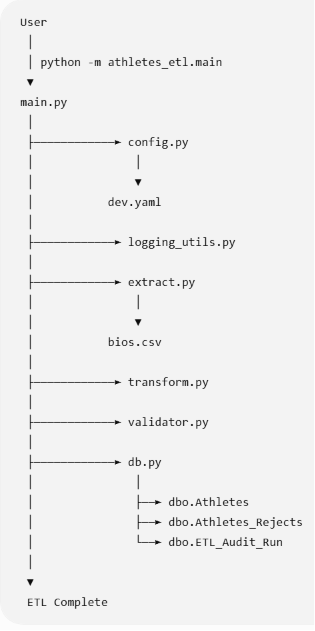 User
python -m athletes_etl.main
main.py
config.py
dev.yaml
logging_utils.py
extract.py
bios.csv
transform.py
validator.py
db.py
dbo.Athletes
dbo.Athletes_Rejects
dbo.ETL_Audit_Run
ETL Complete